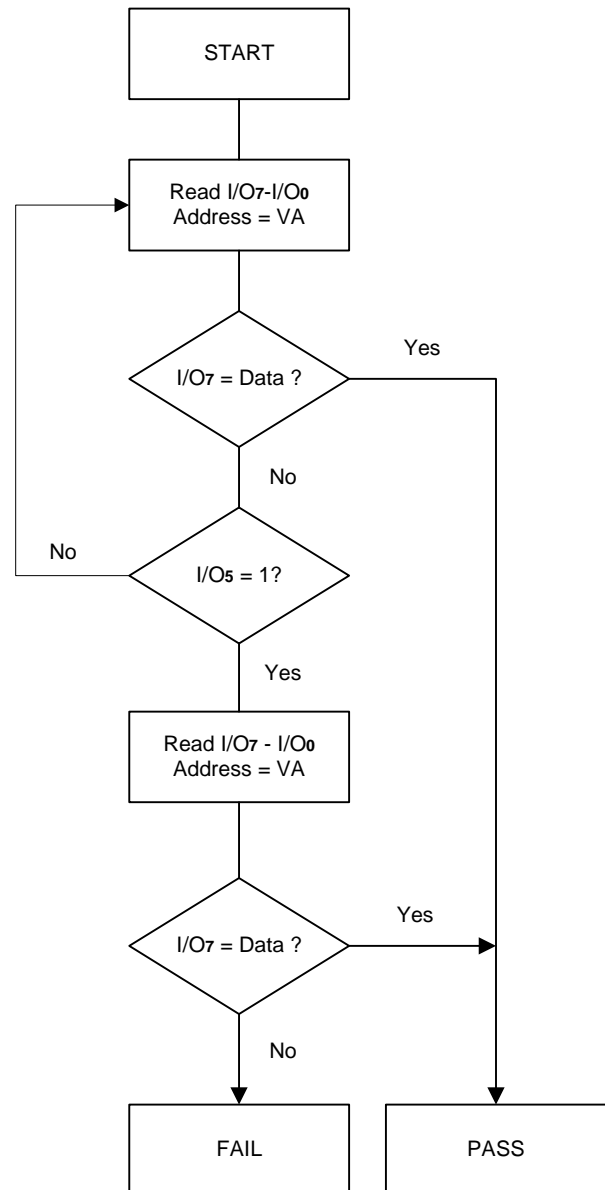 START
Read I/O7-I/O0
Address = VA
I/O7 = Data ?
Yes
No
I/O5 = 1?
No
Yes
Read I/O7 - I/O0
Address = VA
I/O7 = Data ?
Yes
No
FAIL
PASS